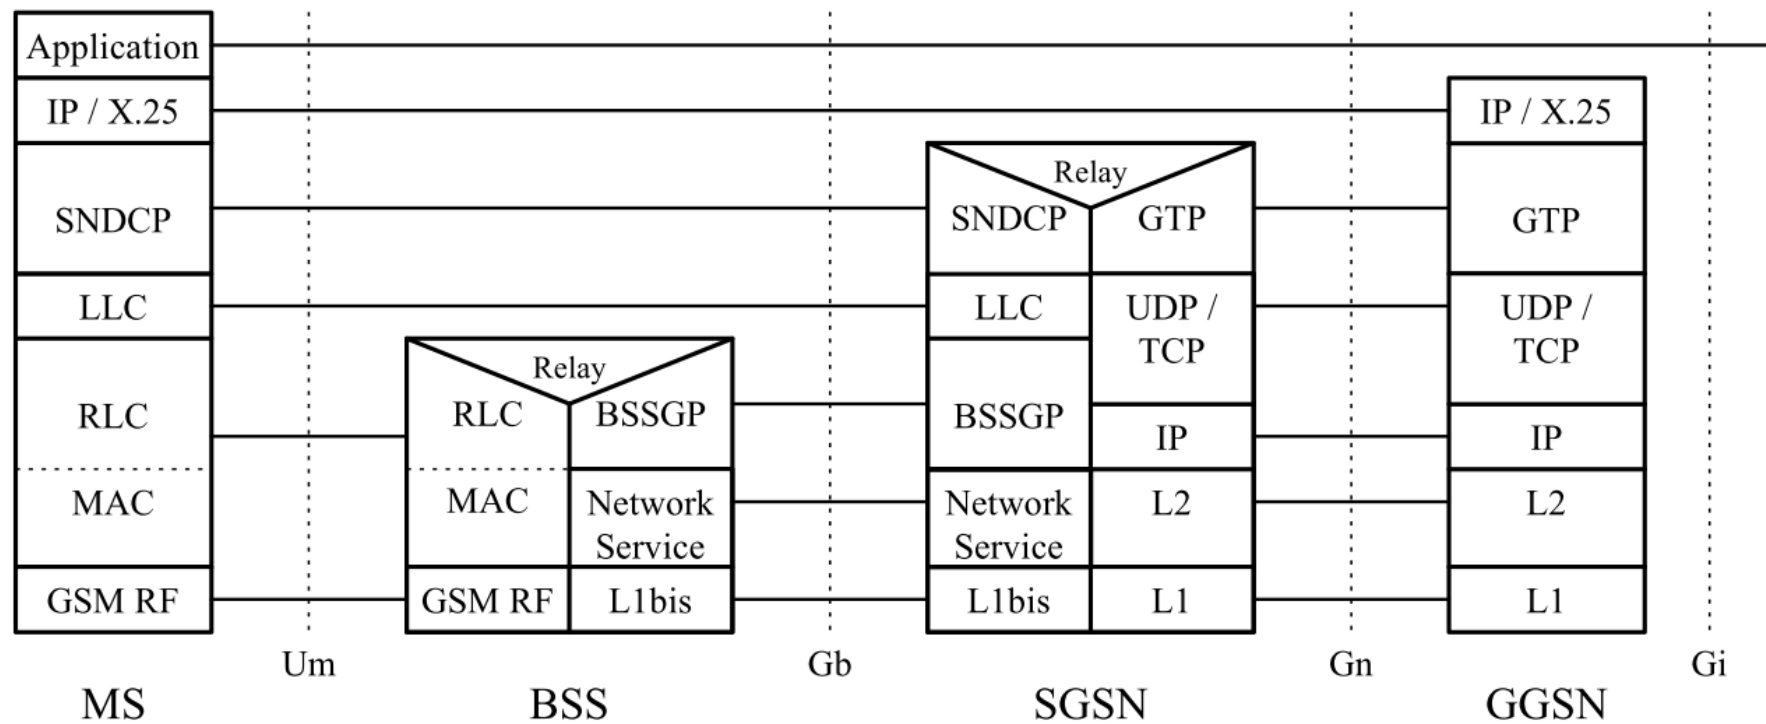 Application
IP / X.25
IP / X.25
Relay
SNDCP
SNDCP
GTP
GTP
LLC
LLC
UDP /
TCP
UDP /
TCP
Relay
RLC
RLC
BSSGP
BSSGP
IP
IP
MAC
MAC
Network
Service
Network
Service
L2
L2
GSM RF
GSM RF
L1bis
L1bis
L1
L1
Um
Gb
Gn
Gi
MS
BSS
SGSN
GGSN